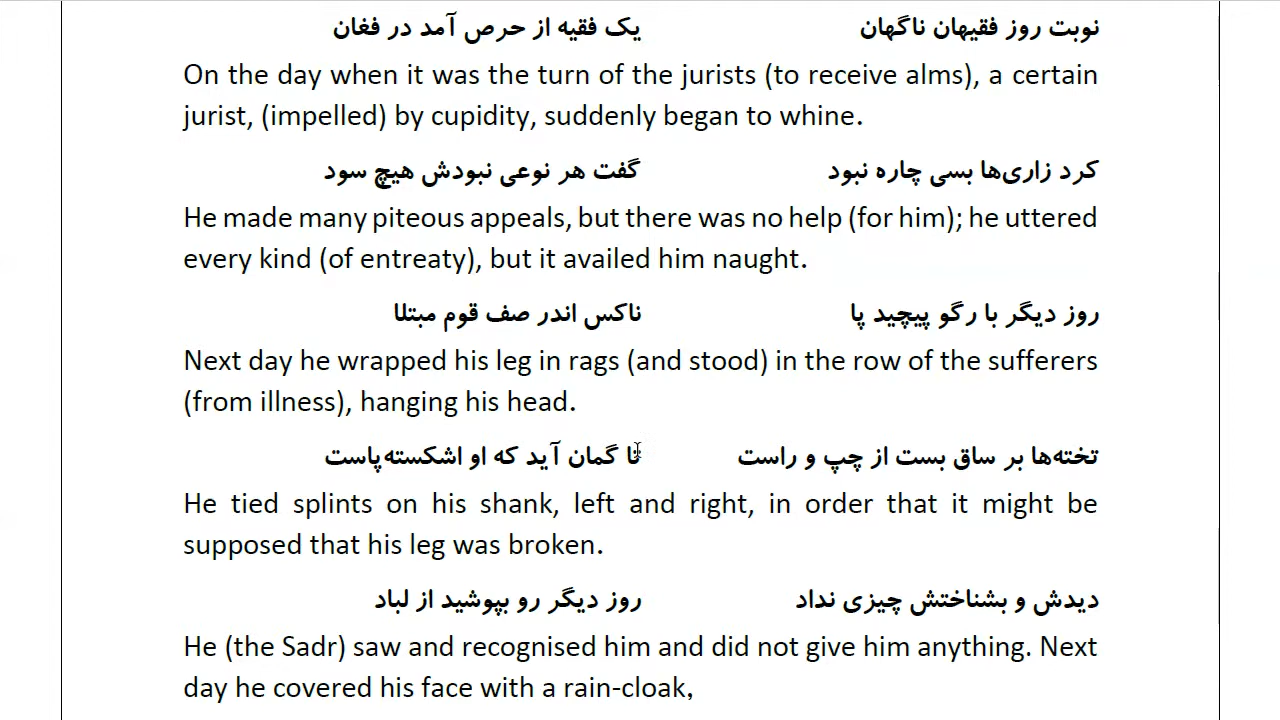 نوبت روز فقیهان ناگهان یک فقیه از حرص آمد در فغان
On the day when it was the turn of the jurists (to receive alms), a certain
jurist, (impelled) by cupidity, suddenly began to whine.
کرد زاری‌ها بسی چاره نبود گفت هر نوعی نبودش هیچ سود
He made many piteous appeals, but there was no help (for him); he uttered
every kind (of entreaty), but it availed him naught.
روز دیگر با رگو پیچید پا ناکس اندر صف قوم مبتلا
Next day he wrapped his leg in rags (and stood) in the row of the sufferers
(from illness), hanging his head.
تخته‌ها بر ساق بست از چپ و راست تا گمان آید که او اشکسته‌پاست
He tied splints on his shank, left and right, in order that it might be
supposed that his leg was broken.
دیدش و بشناختش چیزی نداد روز دیگر رو بپوشید از لباد
He (the Sadr) saw and recognised him and did not give him anything. Next
day he covered his face with a rain-cloak,